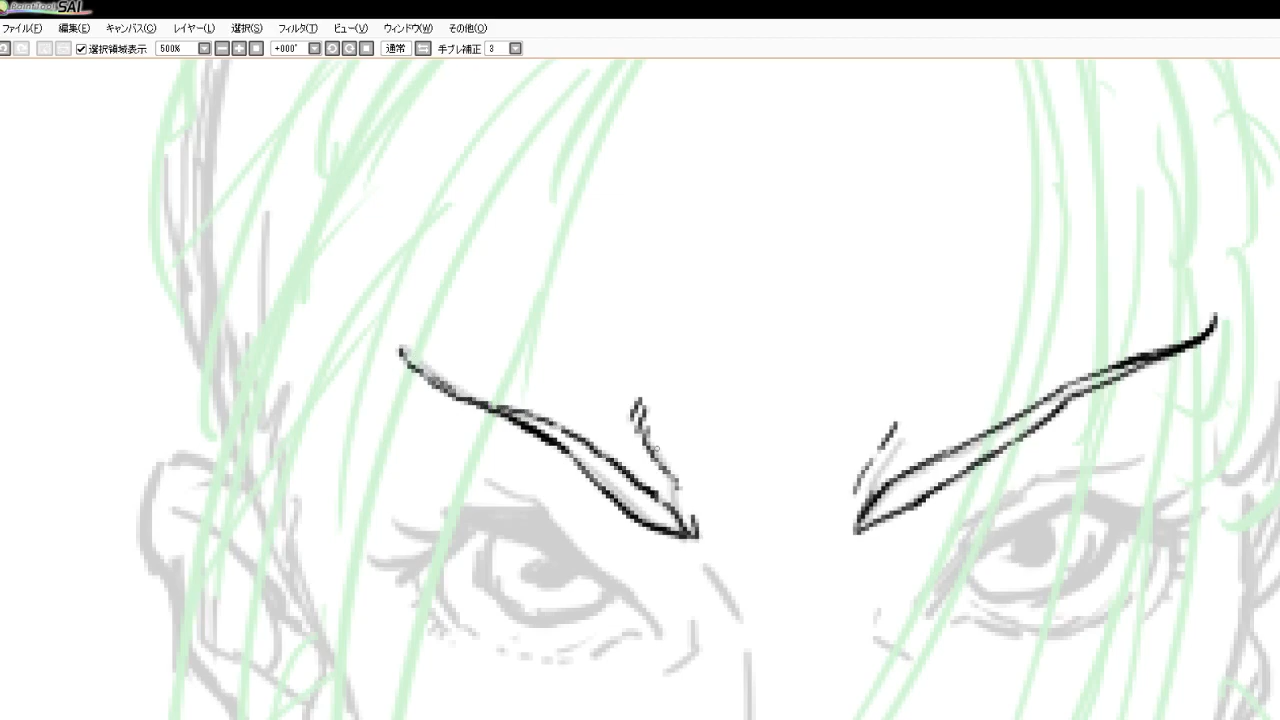 PaintTool SAI
ファイル(F) 編集(E) キャンバス(C) レイヤー(L) 選択(S) フィルタ(T) ビュー(V) ウィンドウ(W) その他(O)
選択領域表示 500% +000° 通常 手ブレ補正 3